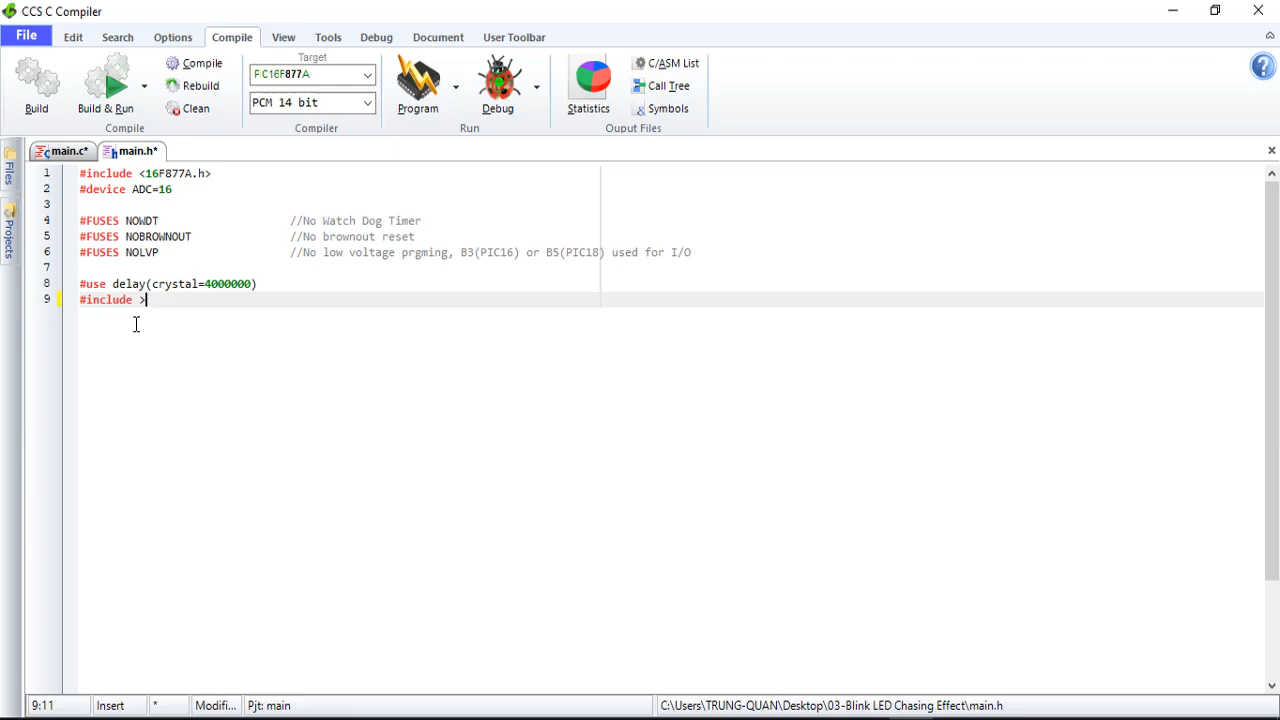 CCS C Compiler
File Edit Search Options Compile View Tools Debug Document User Toolbar
Build
Build & Run
Compile
Rebuild
Clean
Compile
Target
PIC16F877A
PCM 14 bit
Compiler
Program
Debug
Run
Statistics
C/ASM List
Call Tree
Symbols
Ouput Files
main.c* main.h*
Files
Projects
1 #include <16F877A.h>
2 #device ADC=16
3
4 #FUSES NOWDT //No Watch Dog Timer
5 #FUSES NOBROWNOUT //No brownout reset
6 #FUSES NOLVP //No low voltage prgming, B3(PIC16) or B5(PIC18) used for I/O
7
8 #use delay(crystal=4000000)
9 #include >
9:11 Insert * Modifi... Pjt: main C:\Users\TRUNG-QUAN\Desktop\03-Blink LED Chasing Effect\main.h